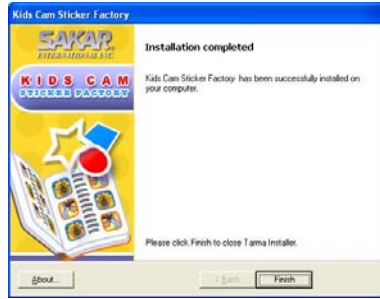 Kids Cam Sticker Factory
SAKAR
INTERNATIONAL INC
KIDS CAM
STICKER FACTORY
Installation completed
Kids Cam Sticker Factory has been successfully installed on
your computer.
Please click Finish to close Tarma Installer.
About...
< Back
Finish